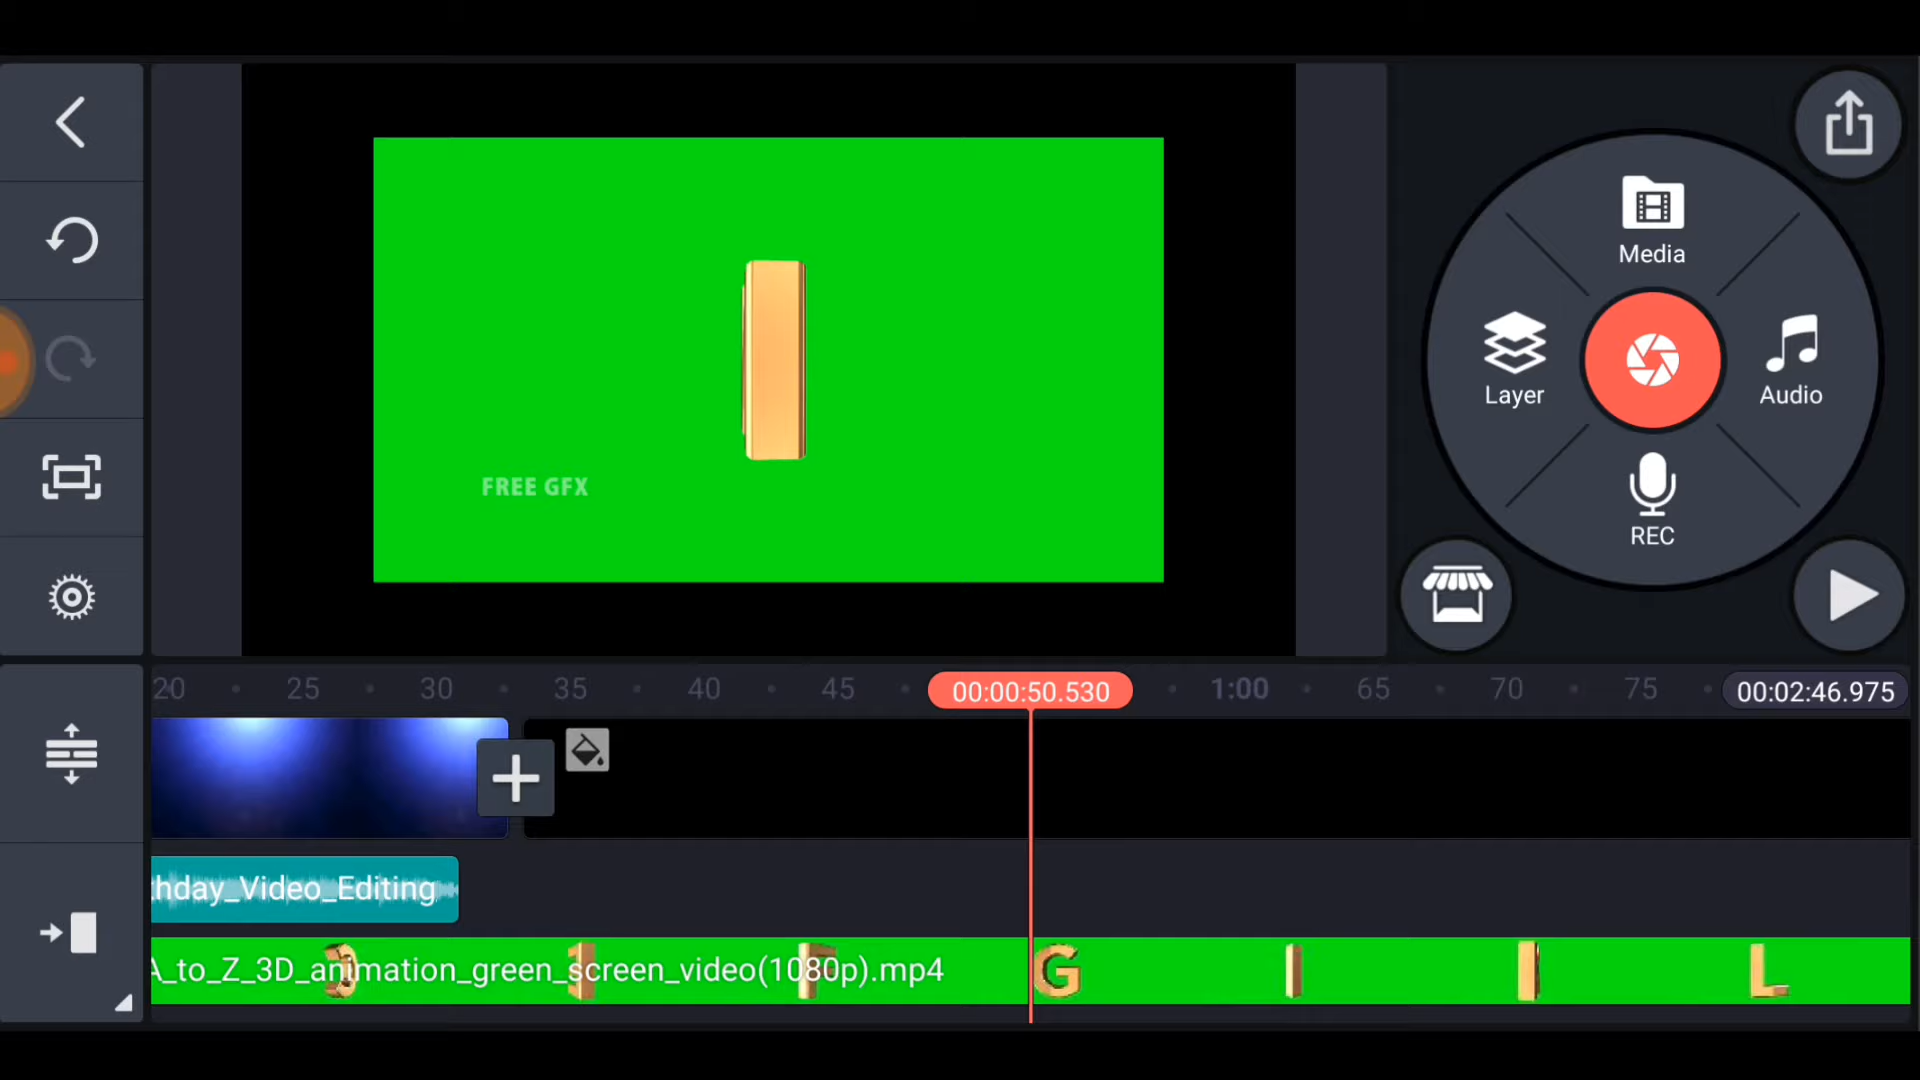 Media
Layer
Audio
REC
FREE GFX
20 25 30 35 40 45 00:00:50.530 1:00 65 70 75 00:02:46.975
thday_Video_Editing
A_to_Z_3D_animation_green_screen_video(1080p).mp4
G
L